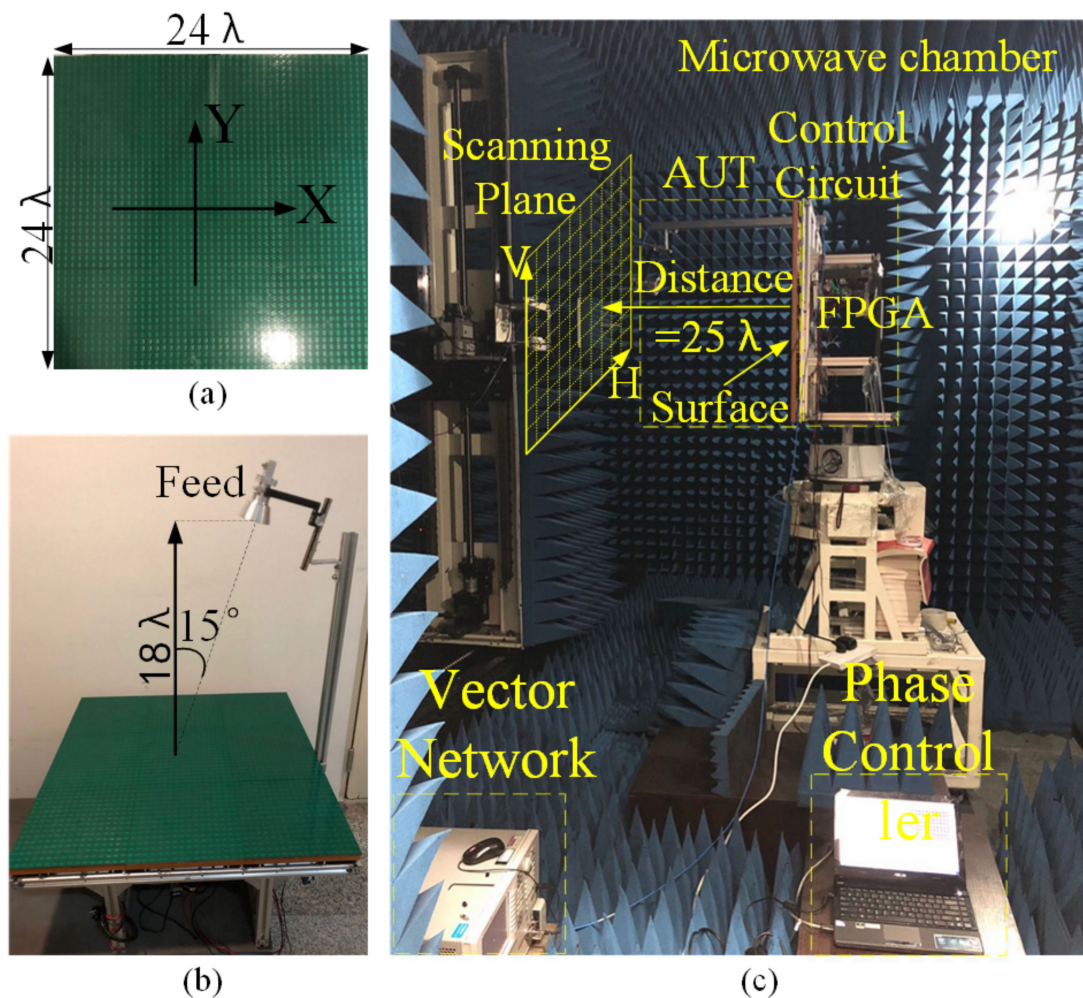 24 λ
24 λ
Y
X
(a)
Feed
18 λ
15°
(b)
Microwave chamber
Control
Circuit
Scanning
Plane
AUT
V
Distance
=25 λ
FPGA
H
Surface
Vector
Network
Phase
Control
ler
(c)